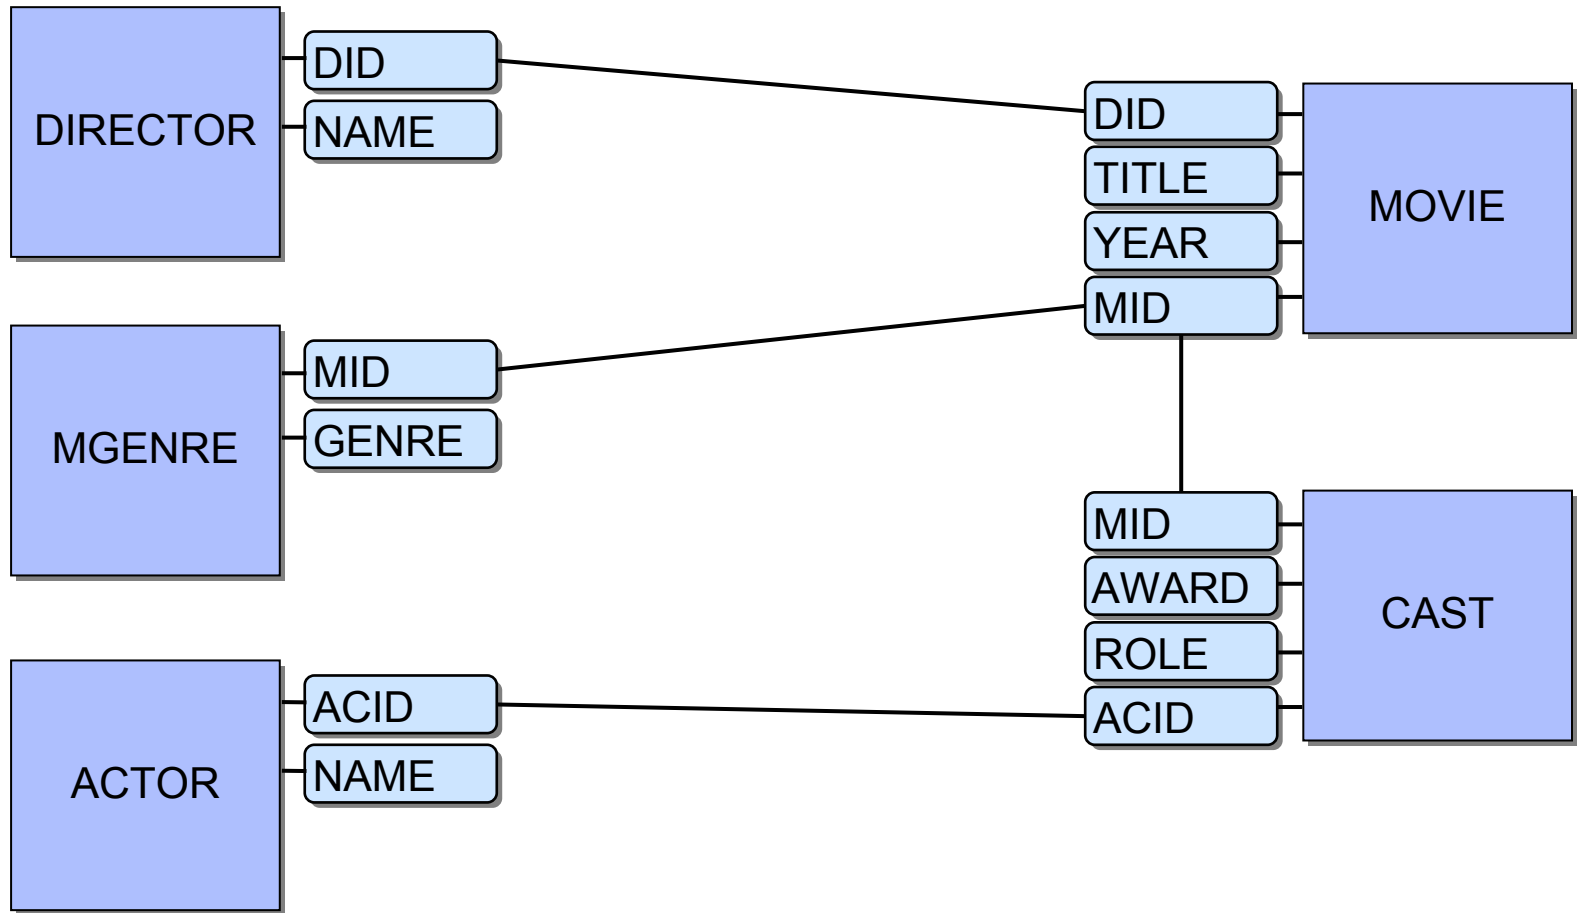 DIRECTOR
DID
NAME
MGENRE
MID
GENRE
ACTOR
ACID
NAME
DID
TITLE
YEAR
MID
MOVIE
MID
AWARD
ROLE
ACID
CAST